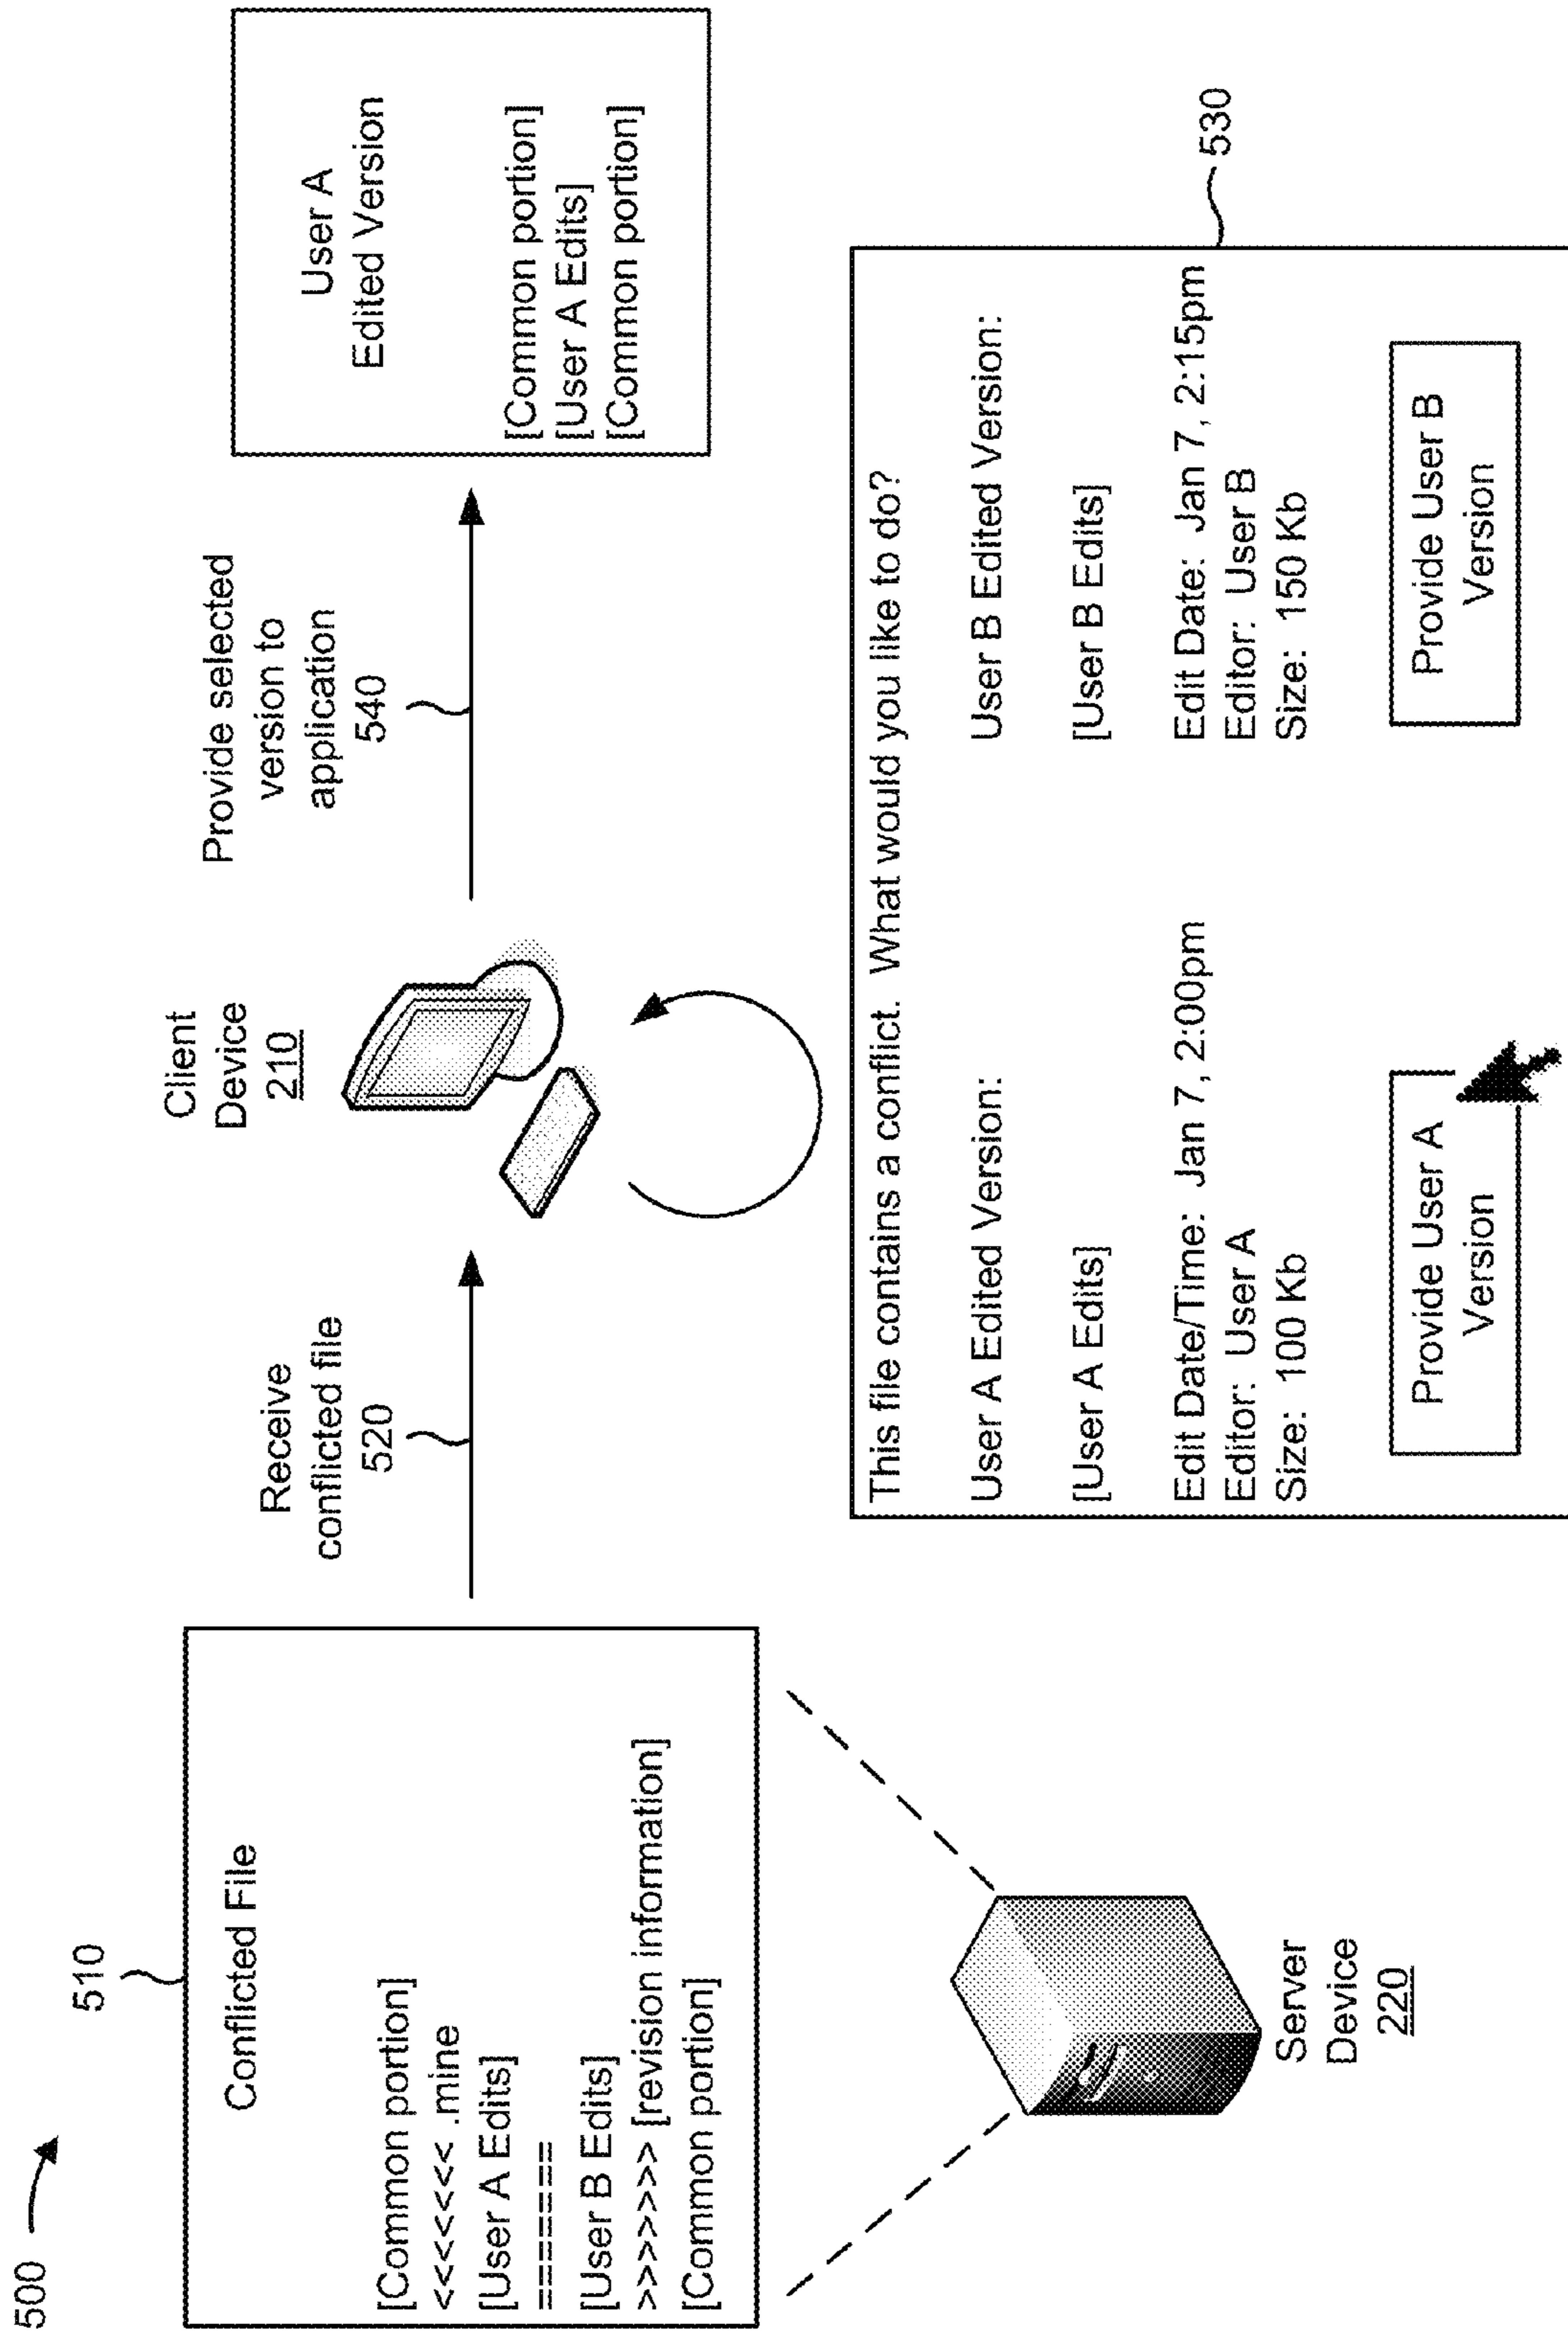 500
510
Conflicted File
[Common portion]
<<<<<<< .mine
[User A Edits]
=======
[User B Edits]
>>>>>>> [revision information]
[Common portion]
Server
Device
220
Receive
conflicted file
520
Client
Device
210
Provide selected
version to
application
540
User A
Edited Version
[Common portion]
[User A Edits]
[Common portion]
530
This file contains a conflict.  What would you like to do?
User A Edited Version:
[User A Edits]
Edit Date/Time:  Jan 7, 2:00pm
Editor:  User A
Size:  100 Kb
Provide User A
Version
User B Edited Version:
[User B Edits]
Edit Date:  Jan 7, 2:15pm
Editor:  User B
Size:  150 Kb
Provide User B
Version